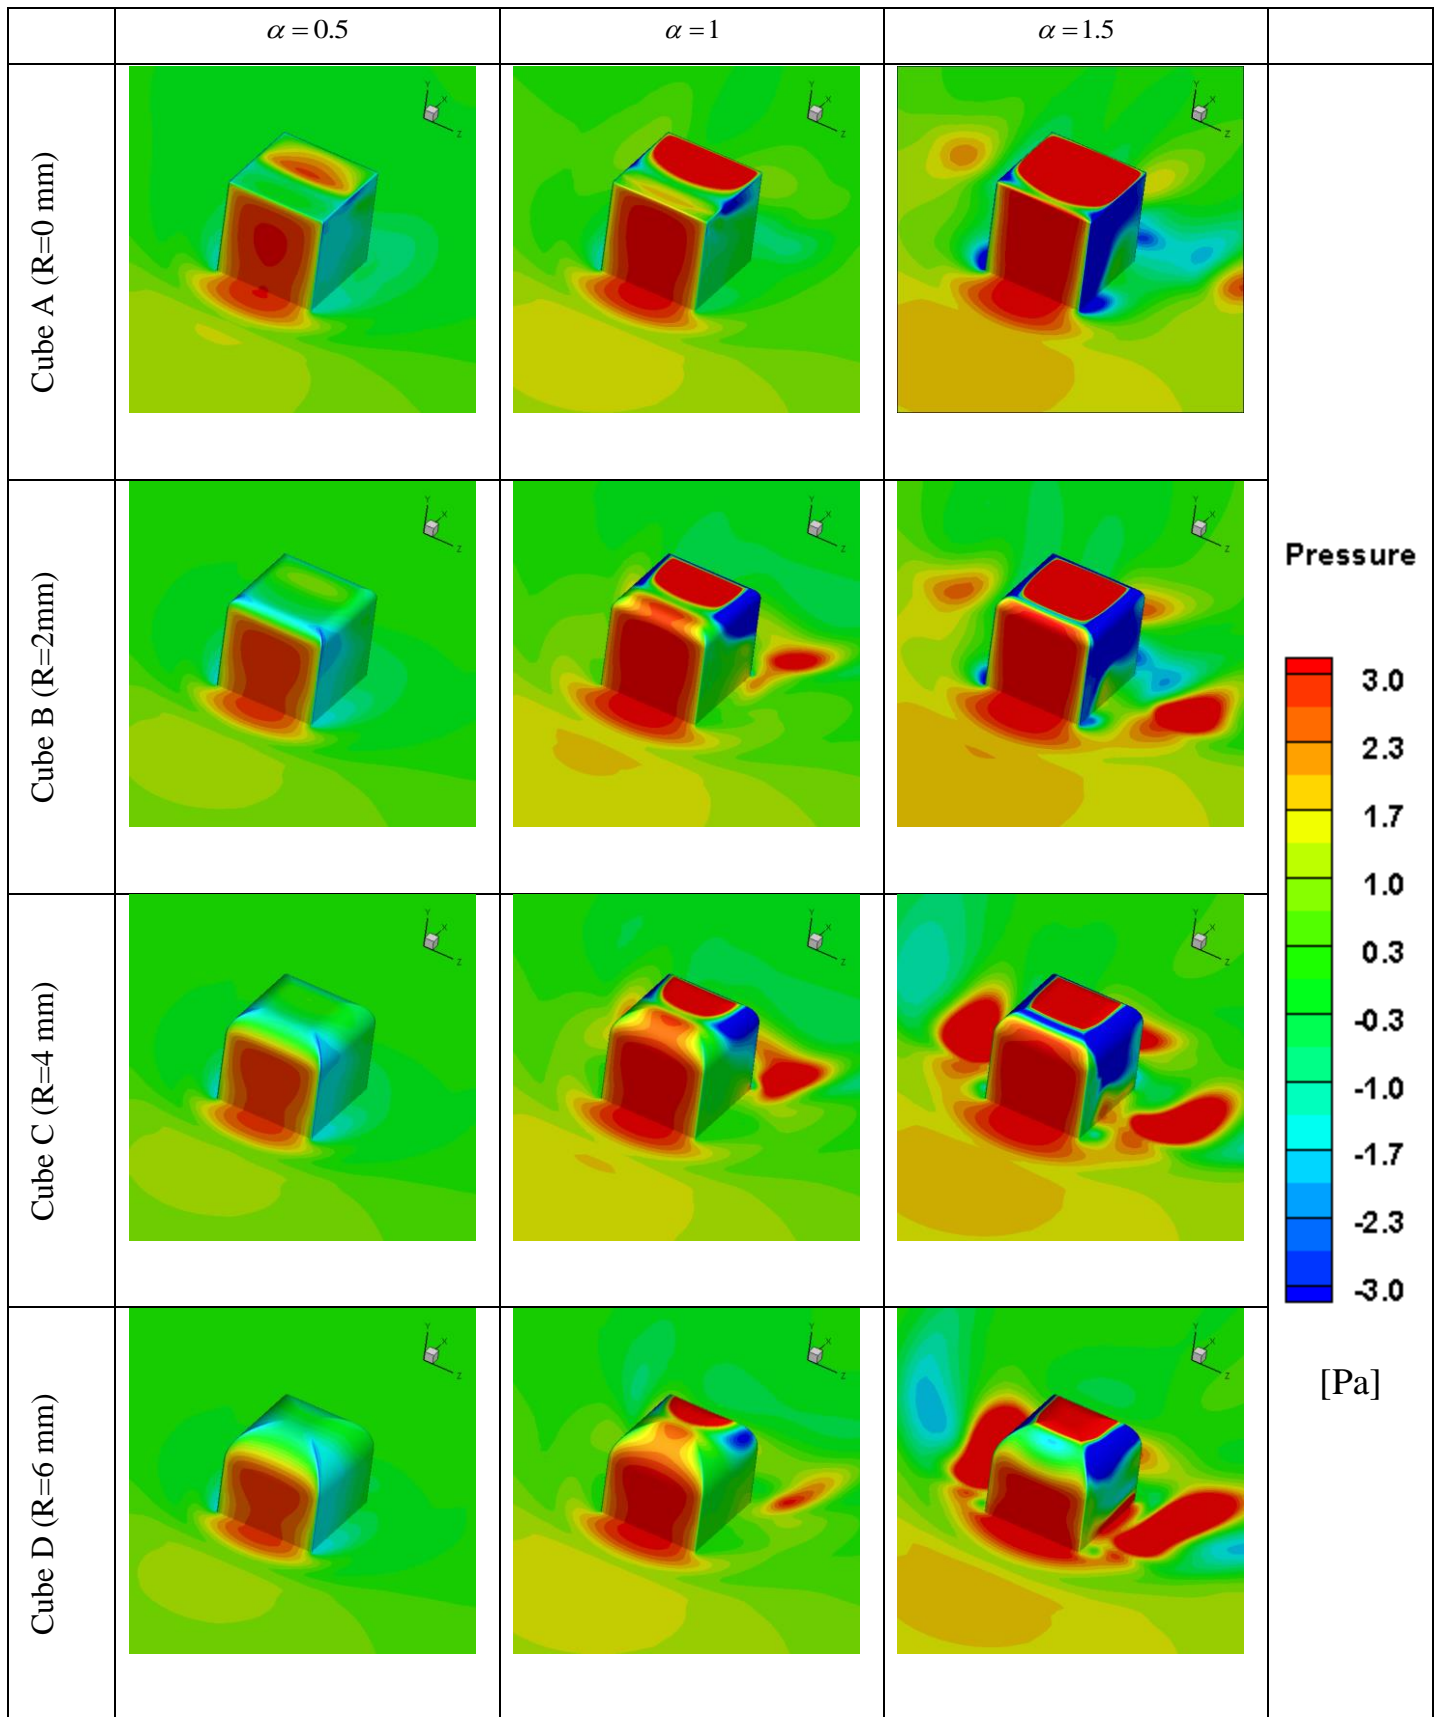 α = 0.5
α = 1
α = 1.5
Cube A (R=0 mm)
Y
X
Z
Y
X
Z
Y
X
Z
Cube B (R=2mm)
Y
X
Z
Y
X
Z
Y
X
Z
Cube C (R=4 mm)
Y
X
Z
Y
X
Z
Y
X
Z
Cube D (R=6 mm)
Y
X
Z
Y
X
Z
Y
X
Z
Pressure
3.0
2.3
1.7
1.0
0.3
-0.3
-1.0
-1.7
-2.3
-3.0
[Pa]